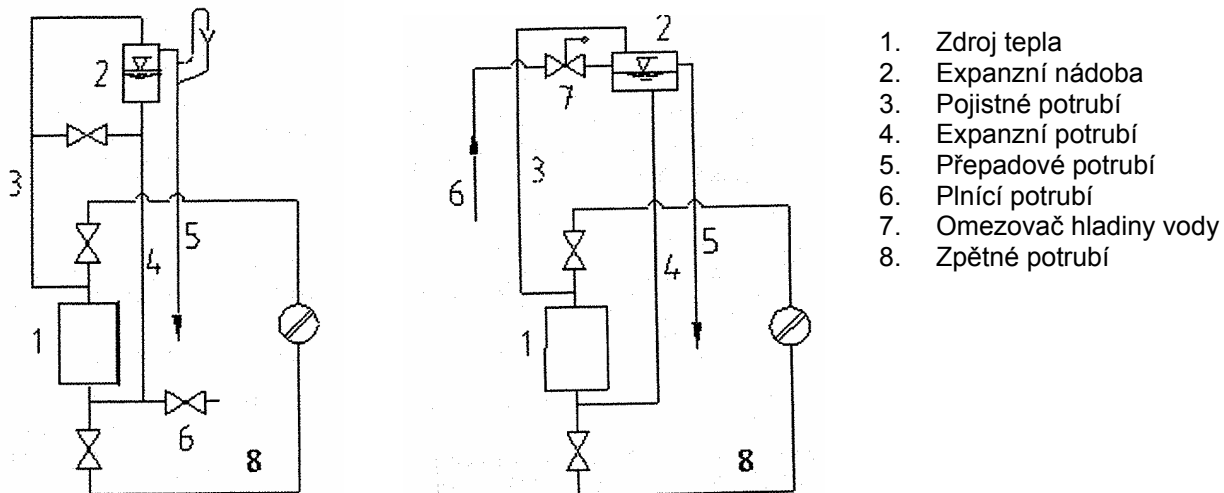 2
3
4
5
1
6
8
2
7
6
3
4
5
1
8
1. Zdroj tepla
2. Expanzní nádoba
3. Pojistné potrubí
4. Expanzní potrubí
5. Přepadové potrubí
6. Plnící potrubí
7. Omezovač hladiny vody
8. Zpětné potrubí